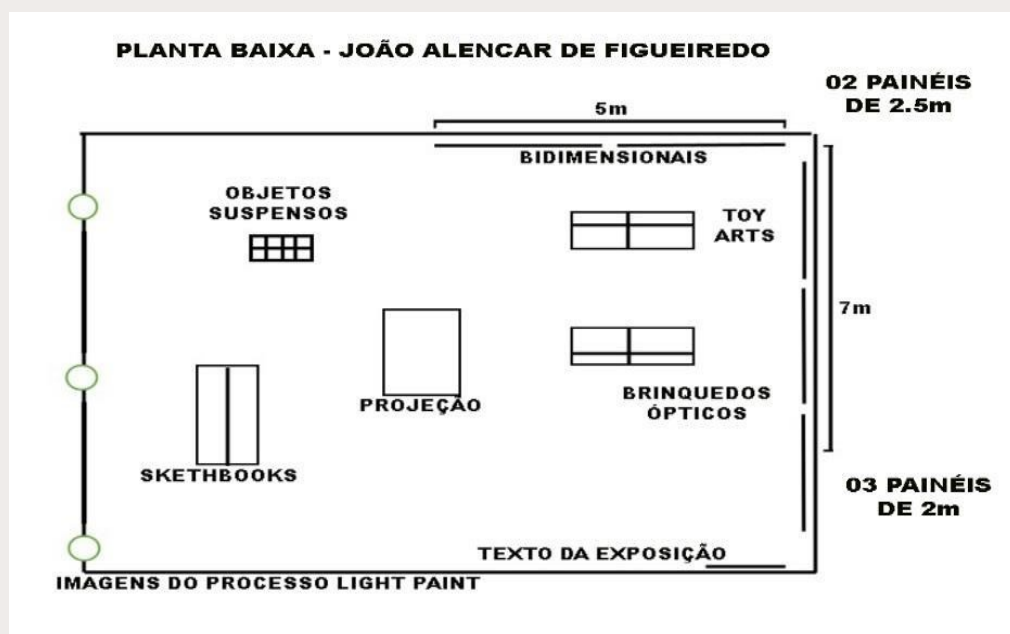 PLANTA BAIXA - JOÃO ALENCAR DE FIGUEIREDO
02 PAINÉIS
DE 2.5m
5m
BIDIMENSIONAIS
OBJETOS
SUSPENSOS
TOY
ARTS
7m
PROJEÇÃO
BRINQUEDOS
ÓPTICOS
SKETHBOOKS
03 PAINÉIS
DE 2m
TEXTO DA EXPOSIÇÃO
IMAGENS DO PROCESSO LIGHT PAINT